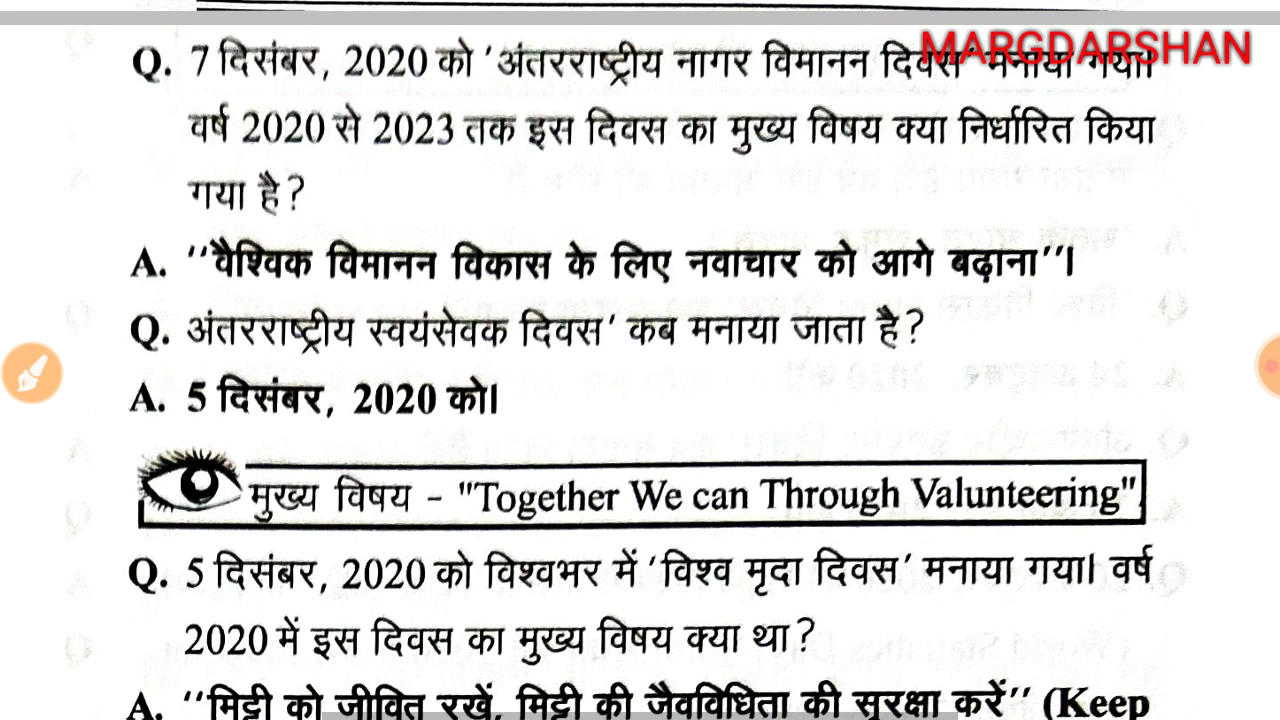 MARGDARSHAN
Q. 7 दिसंबर, 2020 को 'अंतरराष्ट्रीय नागर विमानन दिवस' मनाया गया।
वर्ष 2020 से 2023 तक इस दिवस का मुख्य विषय क्या निर्धारित किया
गया है?
A. "वैश्विक विमानन विकास के लिए नवाचार को आगे बढ़ाना"।
Q. अंतरराष्ट्रीय स्वयंसेवक दिवस' कब मनाया जाता है?
A. 5 दिसंबर, 2020 को।
मुख्य विषय - "Together We can Through Valunteering"
Q. 5 दिसंबर, 2020 को विश्वभर में 'विश्व मृदा दिवस' मनाया गया। वर्ष
2020 में इस दिवस का मुख्य विषय क्या था?
A. "मिट्टी को जीवित रखें, मिट्टी की जैवविधिता की सुरक्षा करें" (Keep